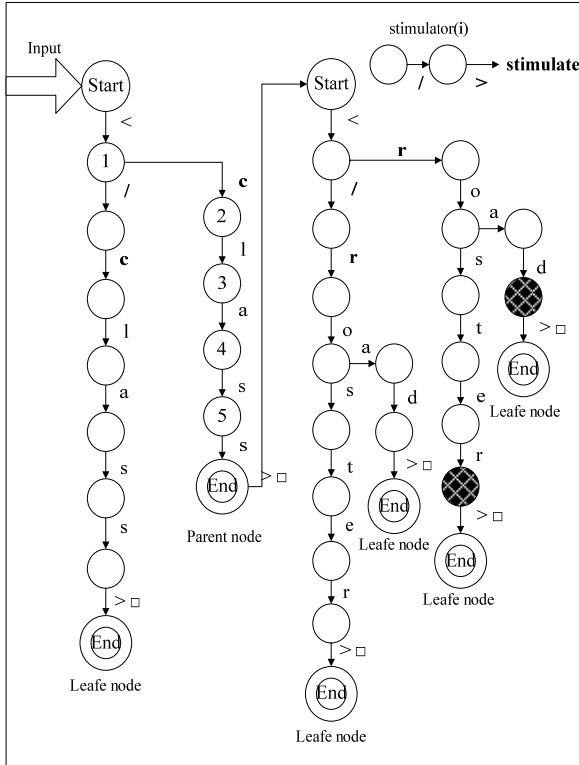 Input
stimulator(i)
/
>
stimulate
Start
<
1
/
c
l
a
s
s
> □
End
Leafe node
c
2
l
3
a
4
s
5
s
End
> □
Parent node
Start
<
/
r
o
s
t
e
r
> □
End
Leafe node
a
d
> □
End
Leafe node
r
o
s
t
e
r
> □
End
Leafe node
a
d
> □
End
Leafe node